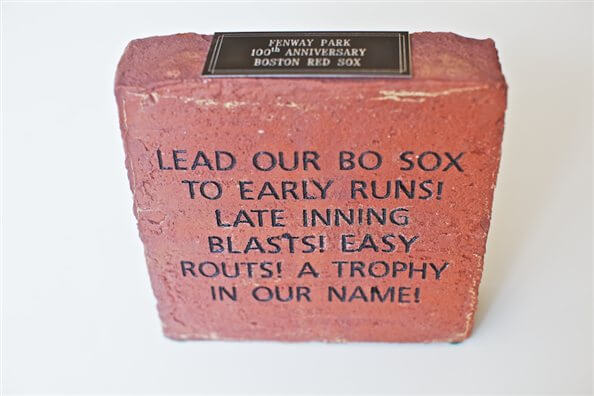 FENWAY PARK
100th ANNIVERSARY
BOSTON RED SOX
LEAD OUR BO SOX
TO EARLY RUNS!
LATE INNING
BLASTS! EASY
ROUTS! A TROPHY
IN OUR NAME!